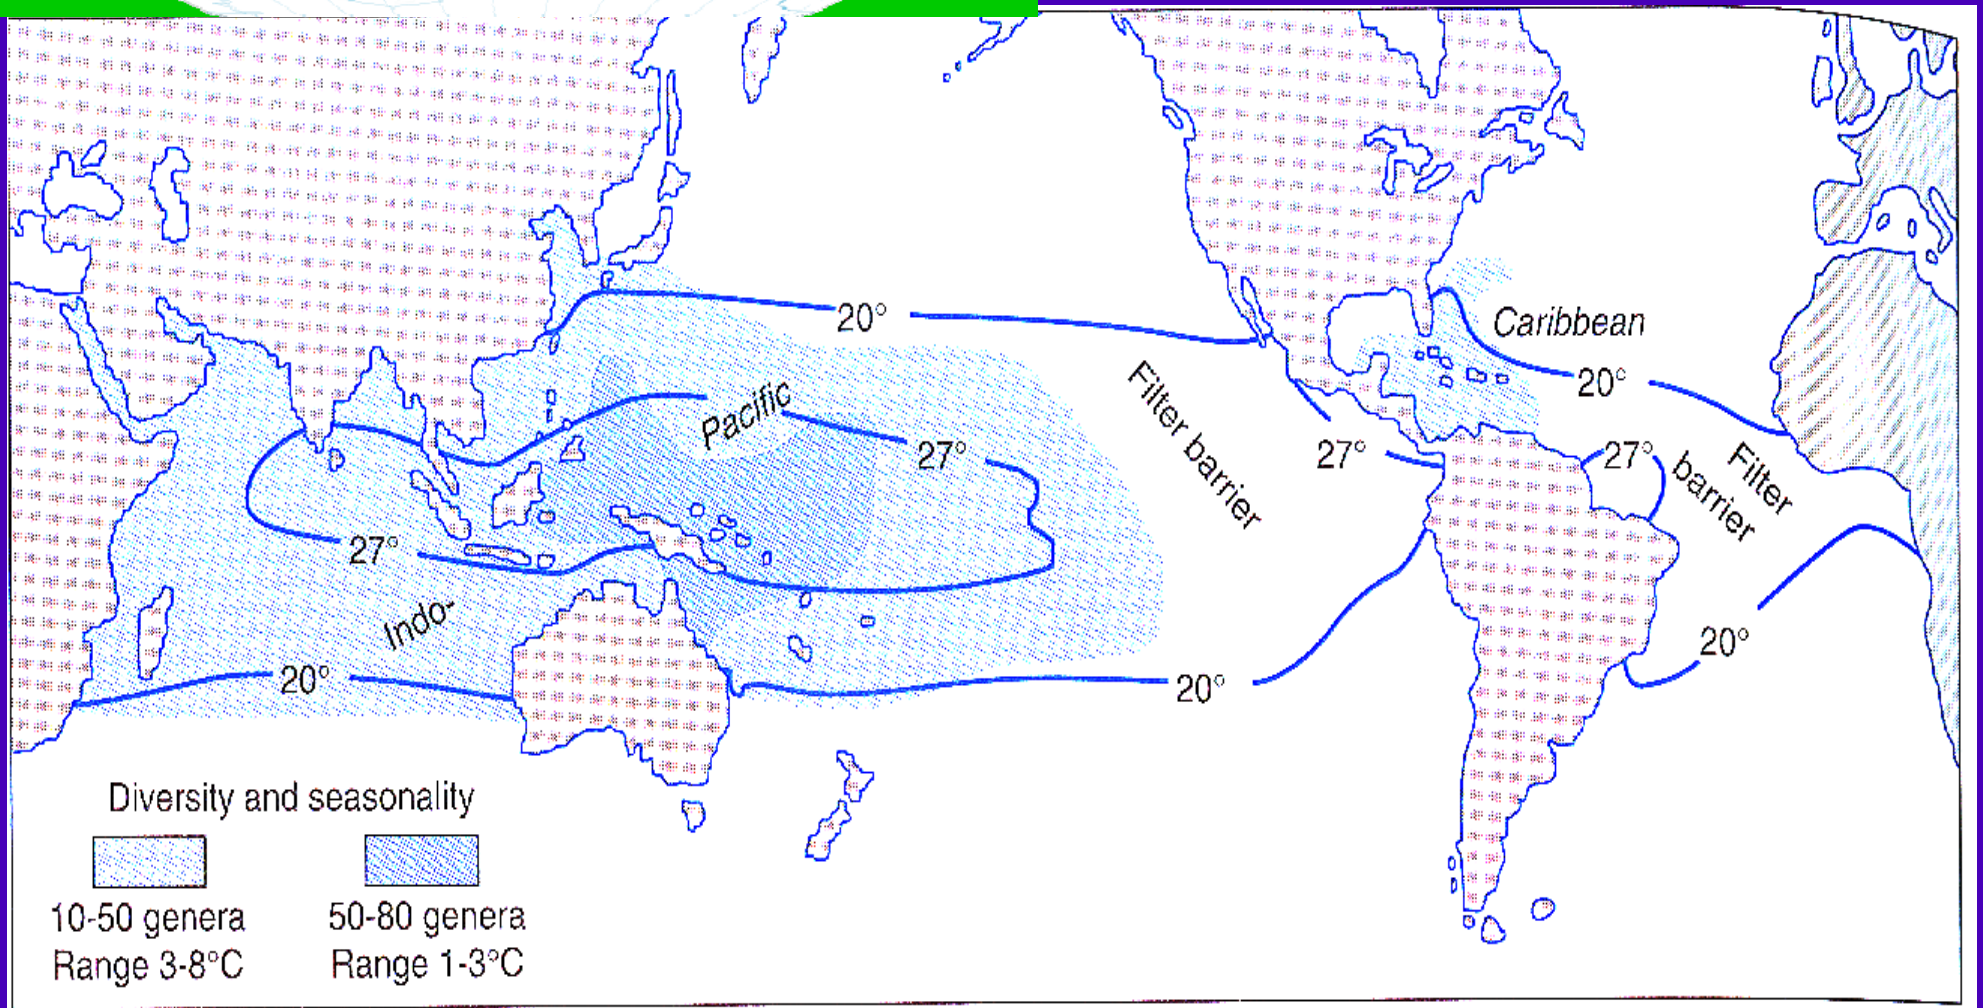 20°
Caribbean
20°
Pacific
27°
Filter barrier
27°
27°
Filter
barrier
27°
Indo-
20°
20°
20°
Diversity and seasonality
10-50 genera
Range 3-8°C
50-80 genera
Range 1-3°C